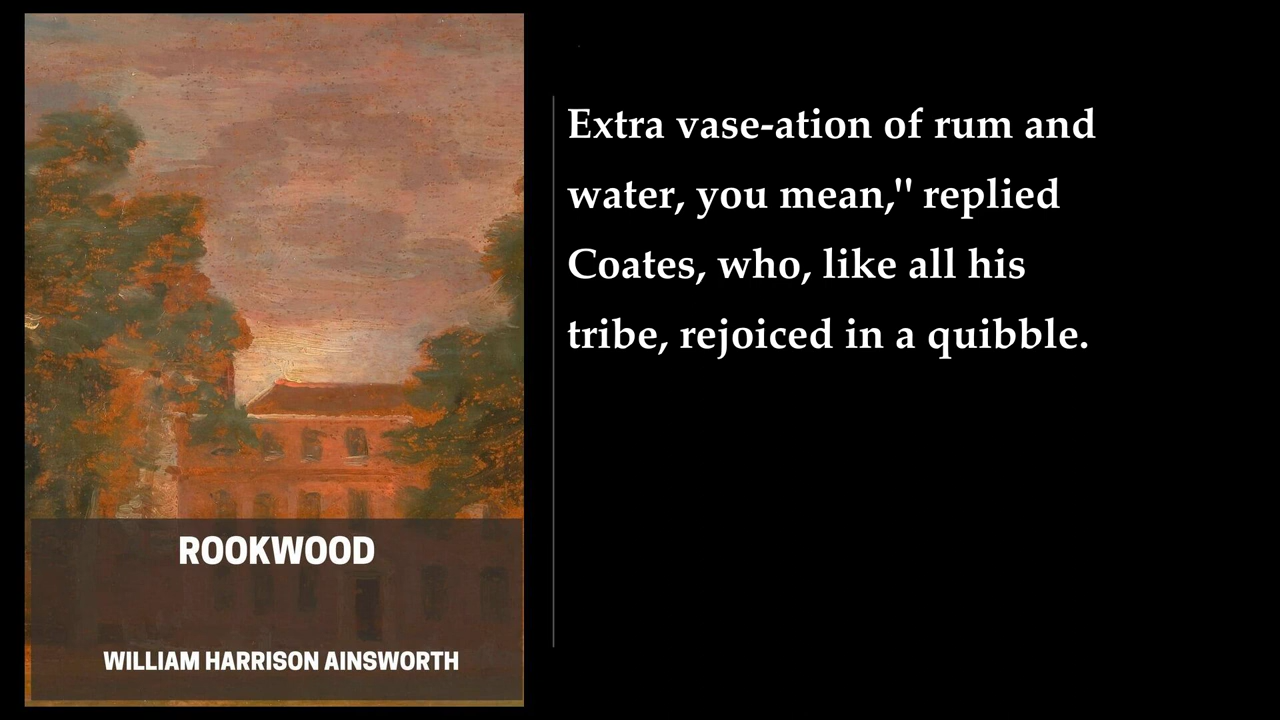 Extra vase-ation of rum and
water, you mean," replied
Coates, who, like all his
tribe, rejoiced in a quibble.
ROOKWOOD
WILLIAM HARRISON AINSWORTH